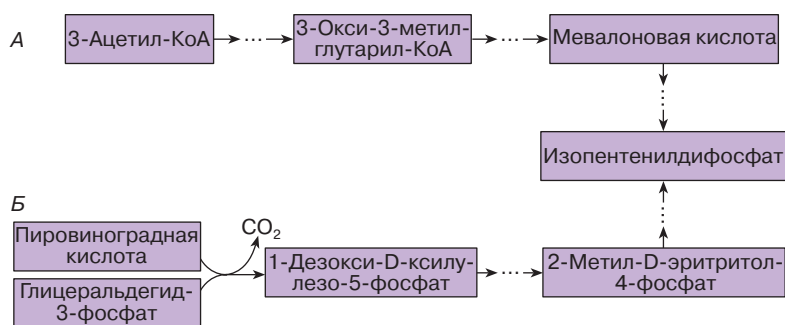 А
3-Ацетил-КоА
3-Окси-3-метил-
глутарил-КоА
Мевалоновая кислота
Изопентенилдифосфат
Б
Пировиноградная
кислота
Глицеральдегид-
3-фосфат
CO2
1-Дезокси-D-ксилу-
лезо-5-фосфат
2-Метил-D-эритритол-
4-фосфат